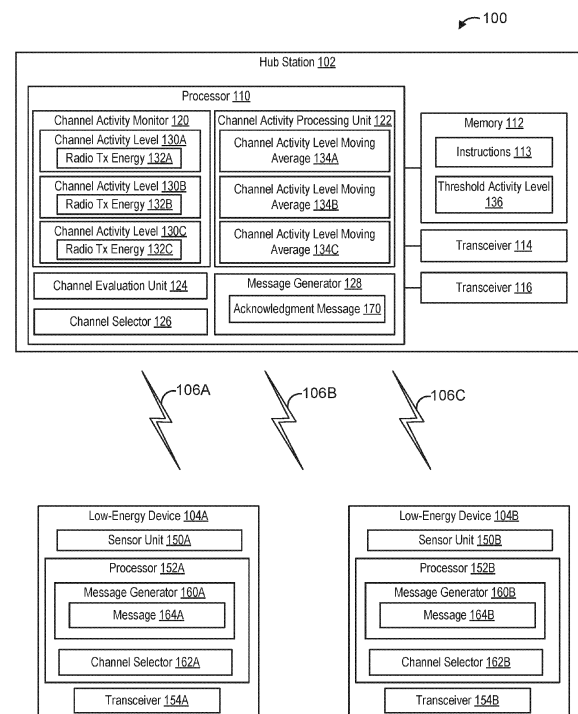 100
Hub Station 102
Processor 110
Channel Activity Monitor 120
Channel Activity Level 130A
Radio Tx Energy 132A
Channel Activity Level 130B
Radio Tx Energy 132B
Channel Activity Level 130C
Radio Tx Energy 132C
Channel Activity Processing Unit 122
Channel Activity Level Moving
Average 134A
Channel Activity Level Moving
Average 134B
Channel Activity Level Moving
Average 134C
Channel Evaluation Unit 124
Channel Selector 126
Message Generator 128
Acknowledgment Message 170
Memory 112
Instructions 113
Threshold Activity Level
136
Transceiver 114
Transceiver 116
106A
106B
106C
Low-Energy Device 104A
Sensor Unit 150A
Processor 152A
Message Generator 160A
Message 164A
Channel Selector 162A
Transceiver 154A
Low-Energy Device 104B
Sensor Unit 150B
Processor 152B
Message Generator 160B
Message 164B
Channel Selector 162B
Transceiver 154B